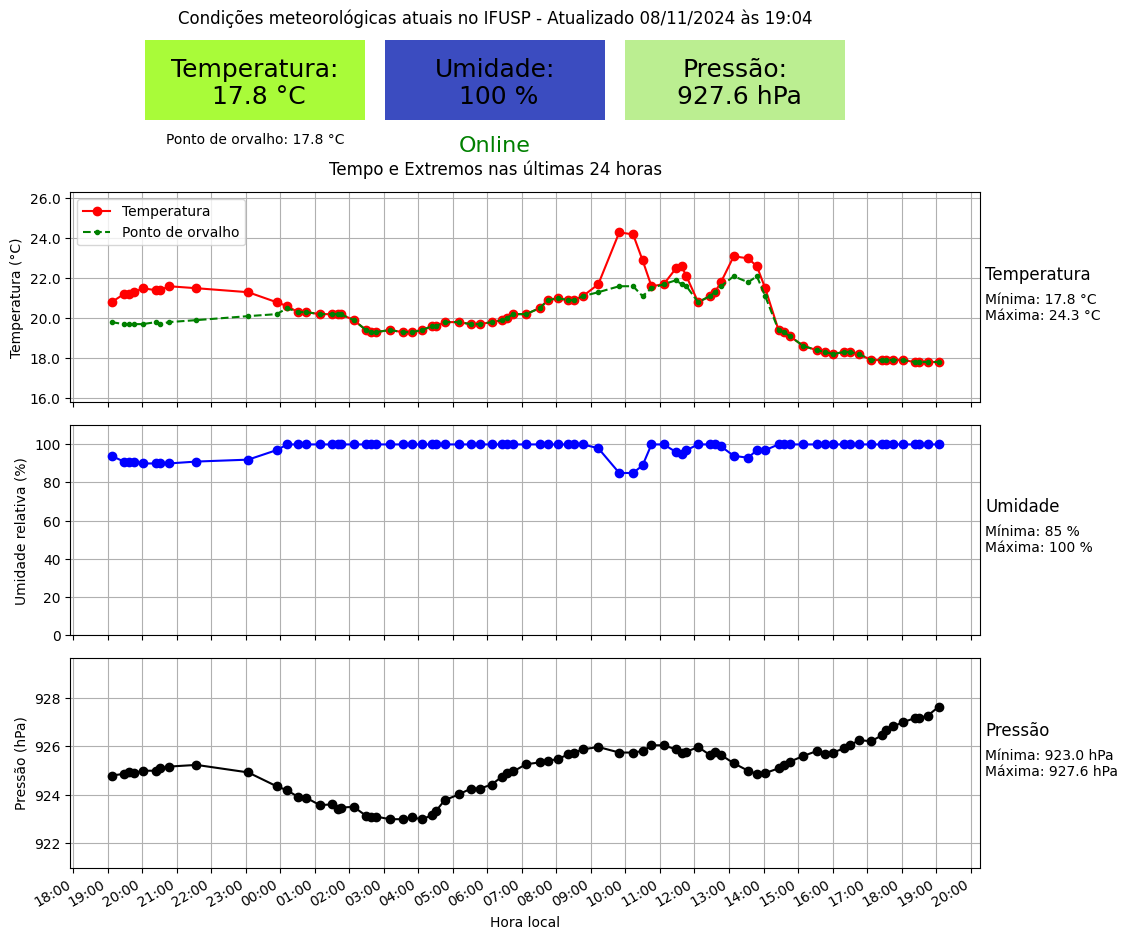 Condições meteorológicas atuais no IFUSP - Atualizado 08/11/2024 às 19:04
Temperatura:
17.8 °C
Umidade:
100 %
Pressão:
927.6 hPa
Ponto de orvalho: 17.8 °C
Online
Tempo e Extremos nas últimas 24 horas
Temperatura (°C)
26.0
24.0
22.0
20.0
18.0
16.0
Temperatura
Ponto de orvalho
Temperatura
Mínima: 17.8 °C
Máxima: 24.3 °C
Umidade relativa (%)
100
80
60
40
20
0
Umidade
Mínima: 85 %
Máxima: 100 %
Pressão (hPa)
928
926
924
922
Pressão
Mínima: 923.0 hPa
Máxima: 927.6 hPa
18:00
19:00
20:00
21:00
22:00
23:00
00:00
01:00
02:00
03:00
04:00
05:00
06:00
07:00
08:00
09:00
10:00
11:00
12:00
13:00
14:00
15:00
16:00
17:00
18:00
19:00
20:00
Hora local